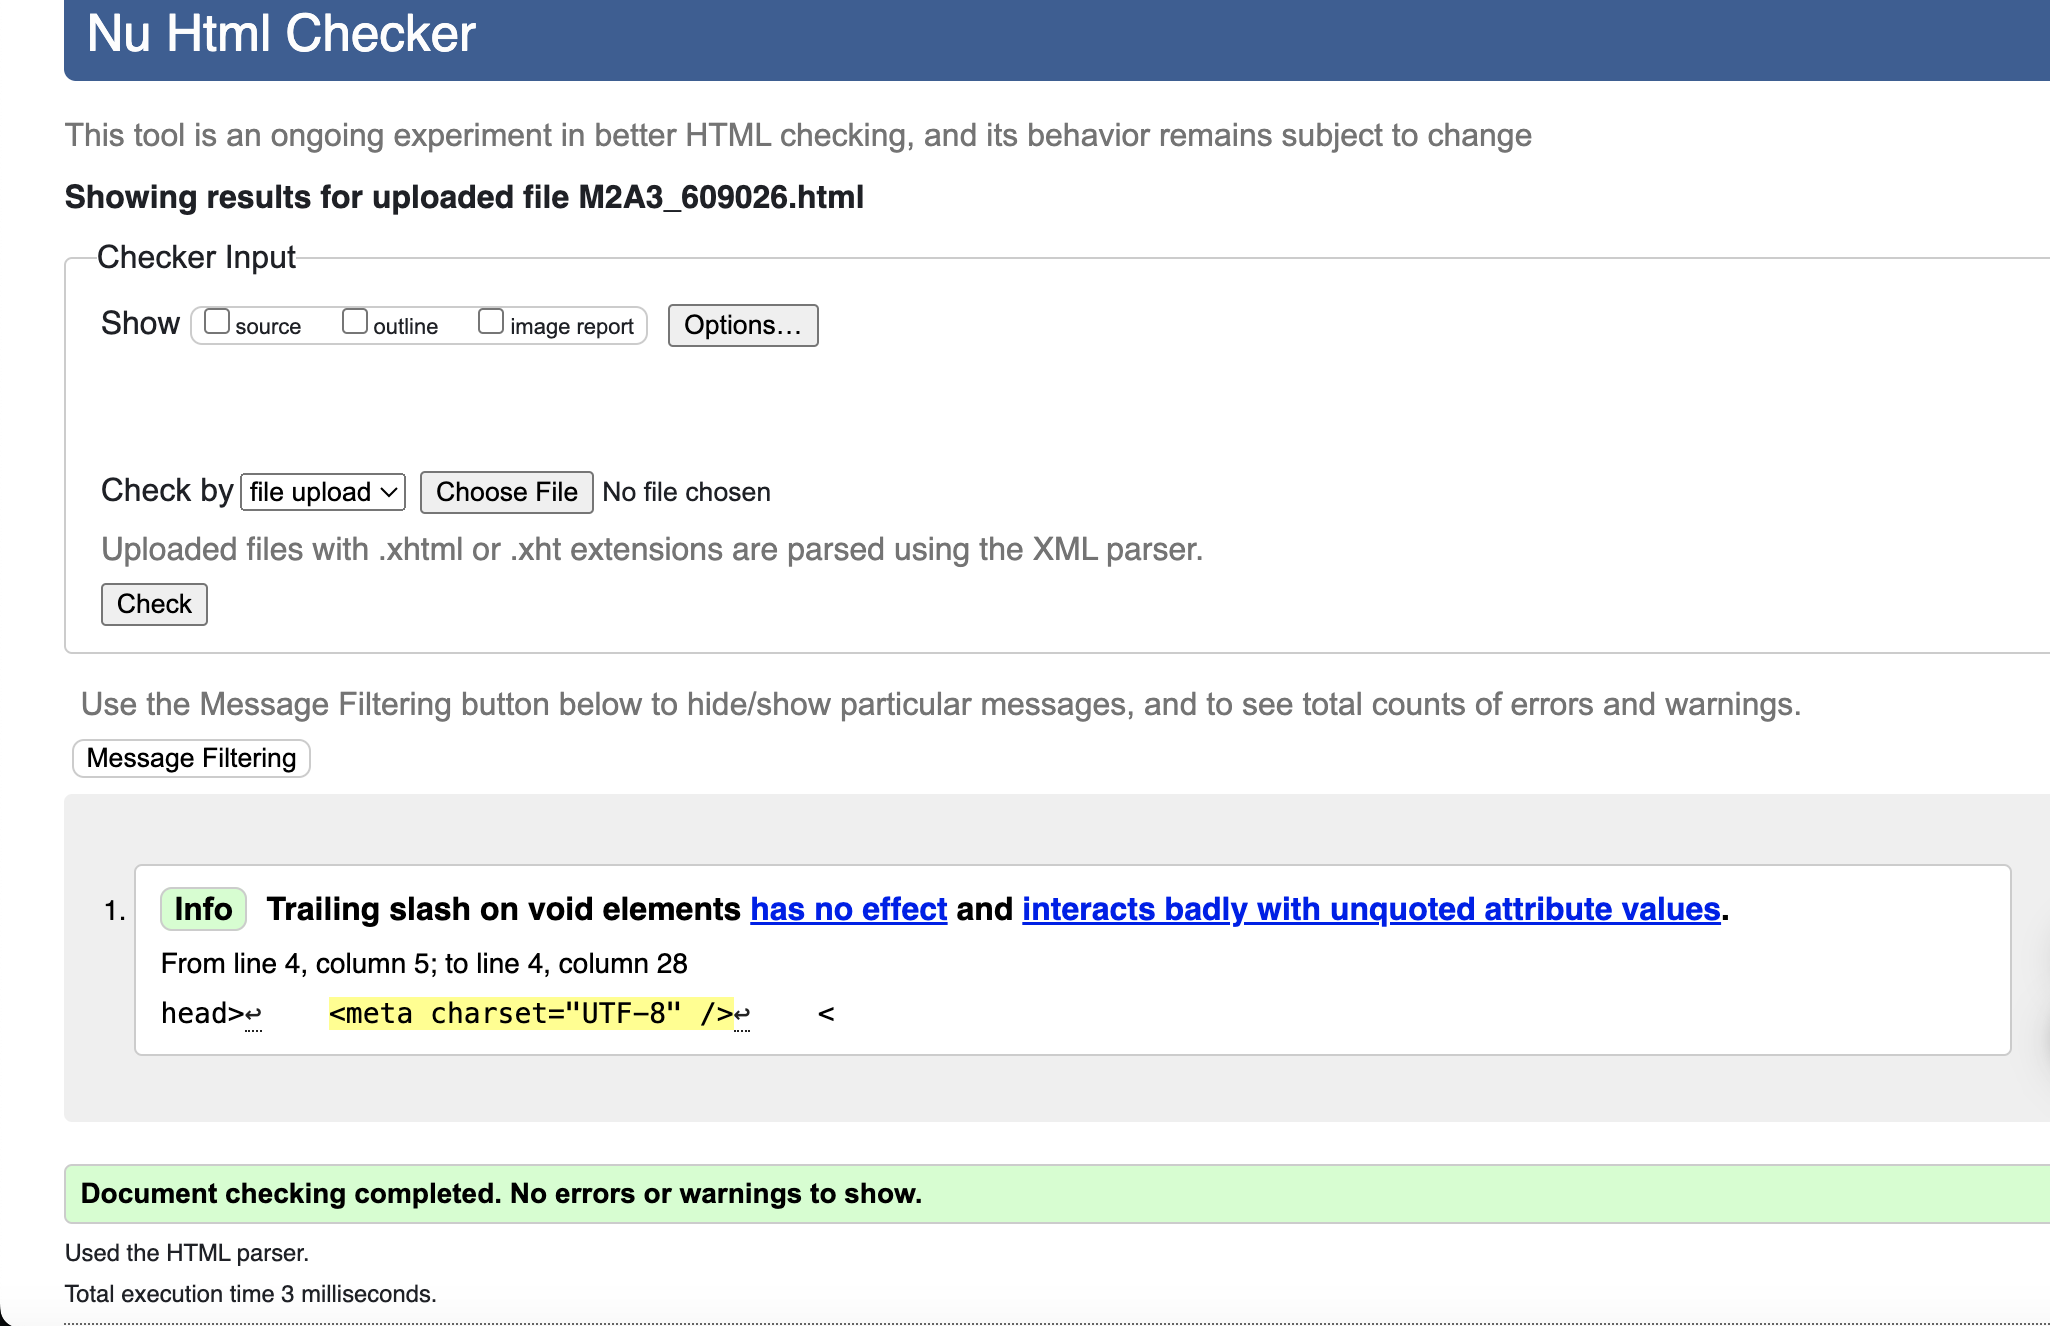 Nu Html Checker
This tool is an ongoing experiment in better HTML checking, and its behavior remains subject to change
Showing results for uploaded file M2A3_609026.html
Checker Input
Show source outline image report Options…
Check by file upload Choose File No file chosen
Uploaded files with .xhtml or .xht extensions are parsed using the XML parser.
Check
Use the Message Filtering button below to hide/show particular messages, and to see total counts of errors and warnings.
Message Filtering
1. Info Trailing slash on void elements has no effect and interacts badly with unquoted attribute values.
From line 4, column 5; to line 4, column 28
head>↩    <meta charset="UTF-8" />↩    <
Document checking completed. No errors or warnings to show.
Used the HTML parser.
Total execution time 3 milliseconds.